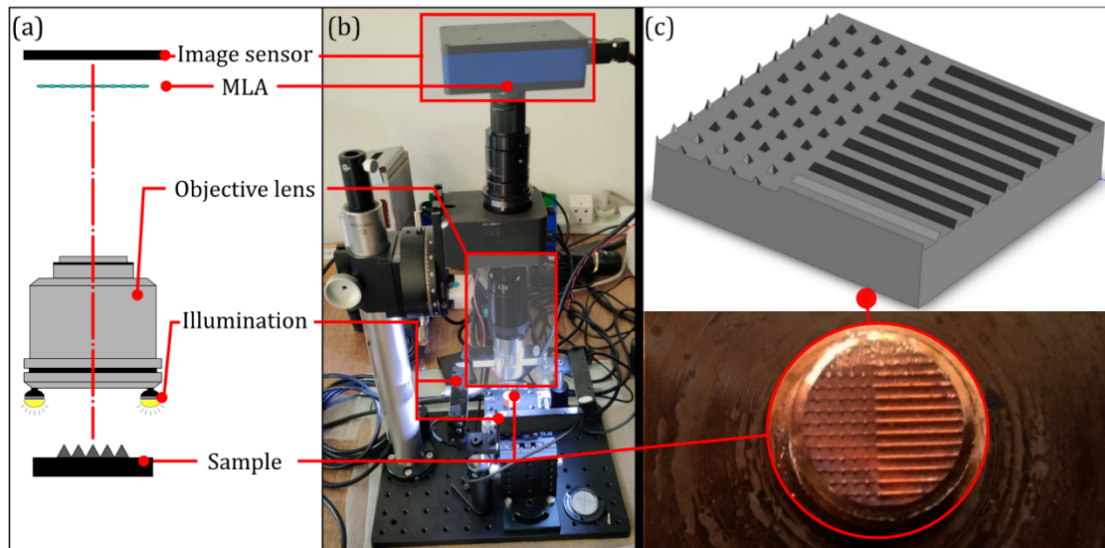 (a)
(b)
(c)
Image sensor
MLA
Objective lens
Illumination
Sample